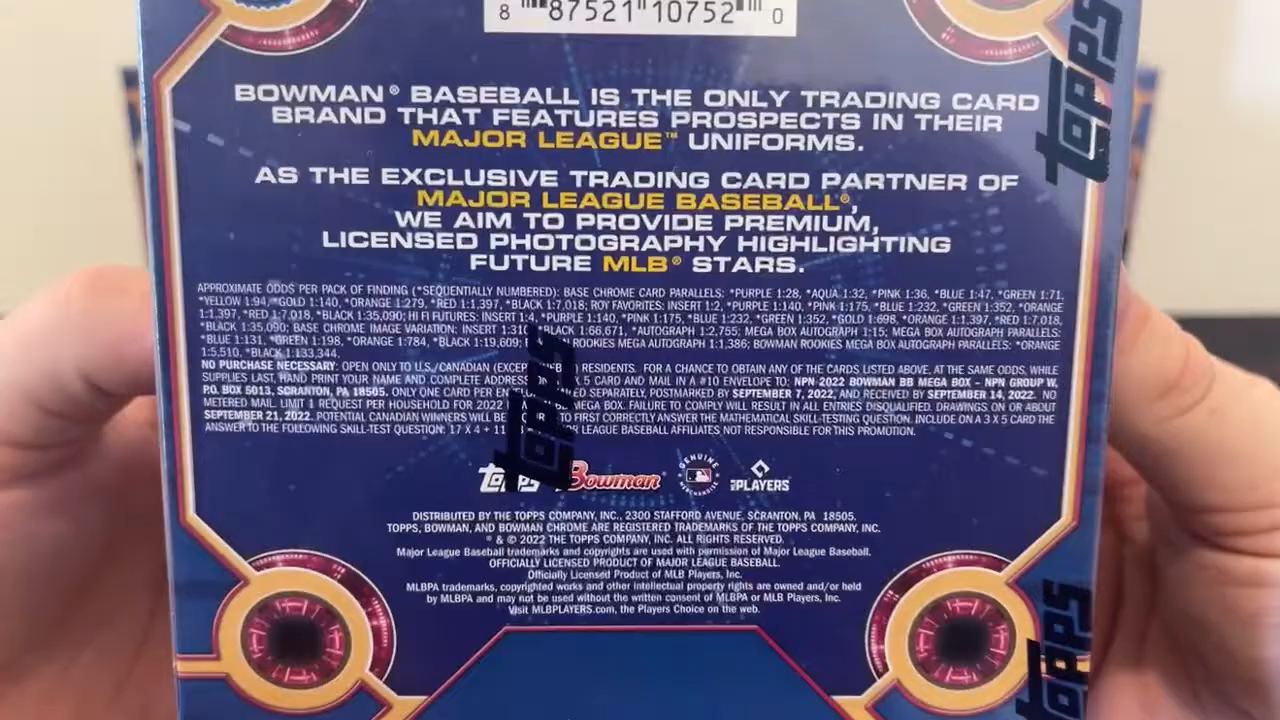 8 87521 10752 0
TOPPS
BOWMAN® BASEBALL IS THE ONLY TRADING CARD
BRAND THAT FEATURES PROSPECTS IN THEIR
MAJOR LEAGUE™ UNIFORMS.
AS THE EXCLUSIVE TRADING CARD PARTNER OF
MAJOR LEAGUE BASEBALL®,
WE AIM TO PROVIDE PREMIUM,
LICENSED PHOTOGRAPHY HIGHLIGHTING
FUTURE MLB® STARS.
APPROXIMATE ODDS PER PACK OF FINDING (*SEQUENTIALLY NUMBERED): BASE CHROME CARD PARALLELS: *PURPLE 1:28, *AQUA 1:32, *PINK 1:36, *BLUE 1:47, *GREEN 1:71,
*YELLOW 1:94, *GOLD 1:140, *ORANGE 1:279, *RED 1:1,397, *BLACK 1:7,018; ROY FAVORITES: INSERT 1:2, *PURPLE 1:140, *PINK 1:175, *BLUE 1:232, *GREEN 1:352, *ORANGE
1:1,397, *RED 1:7,018, *BLACK 1:35,090; HI FI FUTURES: INSERT 1:4, *PURPLE 1:140, *PINK 1:175, *BLUE 1:232, *GREEN 1:352, *GOLD 1:698, *ORANGE 1:1,397, *RED 1:7,018,
*BLACK 1:35,090; BASE CHROME IMAGE VARIATION: INSERT 1:310, *BLACK 1:66,671, *AUTOGRAPH 1:2,755; MEGA BOX AUTOGRAPH 1:15; MEGA BOX AUTOGRAPH PARALLELS:
*BLUE 1:131, *GREEN 1:198, *ORANGE 1:784, *BLACK 1:19,609; ROOKIES MEGA AUTOGRAPH 1:1,386; BOWMAN ROOKIES MEGA BOX AUTOGRAPH PARALLELS: *ORANGE
1:5,510, *BLACK 1:133,344.
NO PURCHASE NECESSARY: OPEN ONLY TO U.S./CANADIAN RESIDENTS. FOR A CHANCE TO OBTAIN ANY OF THE CARDS LISTED ABOVE, AT THE SAME ODDS, WHILE
SUPPLIES LAST, HAND PRINT YOUR NAME AND COMPLETE ADDRESS X 5 CARD AND MAIL IN A #10 ENVELOPE TO: NPN 2022 BOWMAN BB MEGA BOX - NPN GROUP W,
P.O. BOX 5013, SCRANTON, PA 18505. ONLY ONE CARD PER SEPARATELY, POSTMARKED BY SEPTEMBER 7, 2022, AND RECEIVED BY SEPTEMBER 14, 2022. NO
METERED MAIL. LIMIT 1 REQUEST PER HOUSEHOLD FOR 2022 MEGA BOX. FAILURE TO COMPLY WILL RESULT IN ALL ENTRIES DISQUALIFIED. DRAWINGS ON OR ABOUT
SEPTEMBER 21, 2022. POTENTIAL CANADIAN WINNERS WILL BE TO FIRST CORRECTLY ANSWER THE MATHEMATICAL SKILL-TESTING QUESTION. INCLUDE ON A 3 X 5 CARD THE
ANSWER TO THE FOLLOWING SKILL-TEST QUESTION: 17 X 4 + 11 LEAGUE BASEBALL AFFILIATES NOT RESPONSIBLE FOR THIS PROMOTION.
TOPPS
topps Bowman GENUINE MERCHANDISE PLAYERS
DISTRIBUTED BY THE TOPPS COMPANY, INC., 2300 STAFFORD AVENUE, SCRANTON, PA 18505.
TOPPS, BOWMAN, AND BOWMAN CHROME ARE REGISTERED TRADEMARKS OF THE TOPPS COMPANY, INC.
® & © 2022 THE TOPPS COMPANY, INC. ALL RIGHTS RESERVED.
Major League Baseball trademarks and copyrights are used with permission of Major League Baseball.
OFFICIALLY LICENSED PRODUCT OF MAJOR LEAGUE BASEBALL.
Officially Licensed Product of MLB Players, Inc.
MLBPA trademarks, copyrighted works and other intellectual property rights are owned and/or held
by MLBPA and may not be used without the written consent of MLBPA or MLB Players, Inc.
Visit MLBPLAYERS.com, the Players Choice on the web.
TOPPS